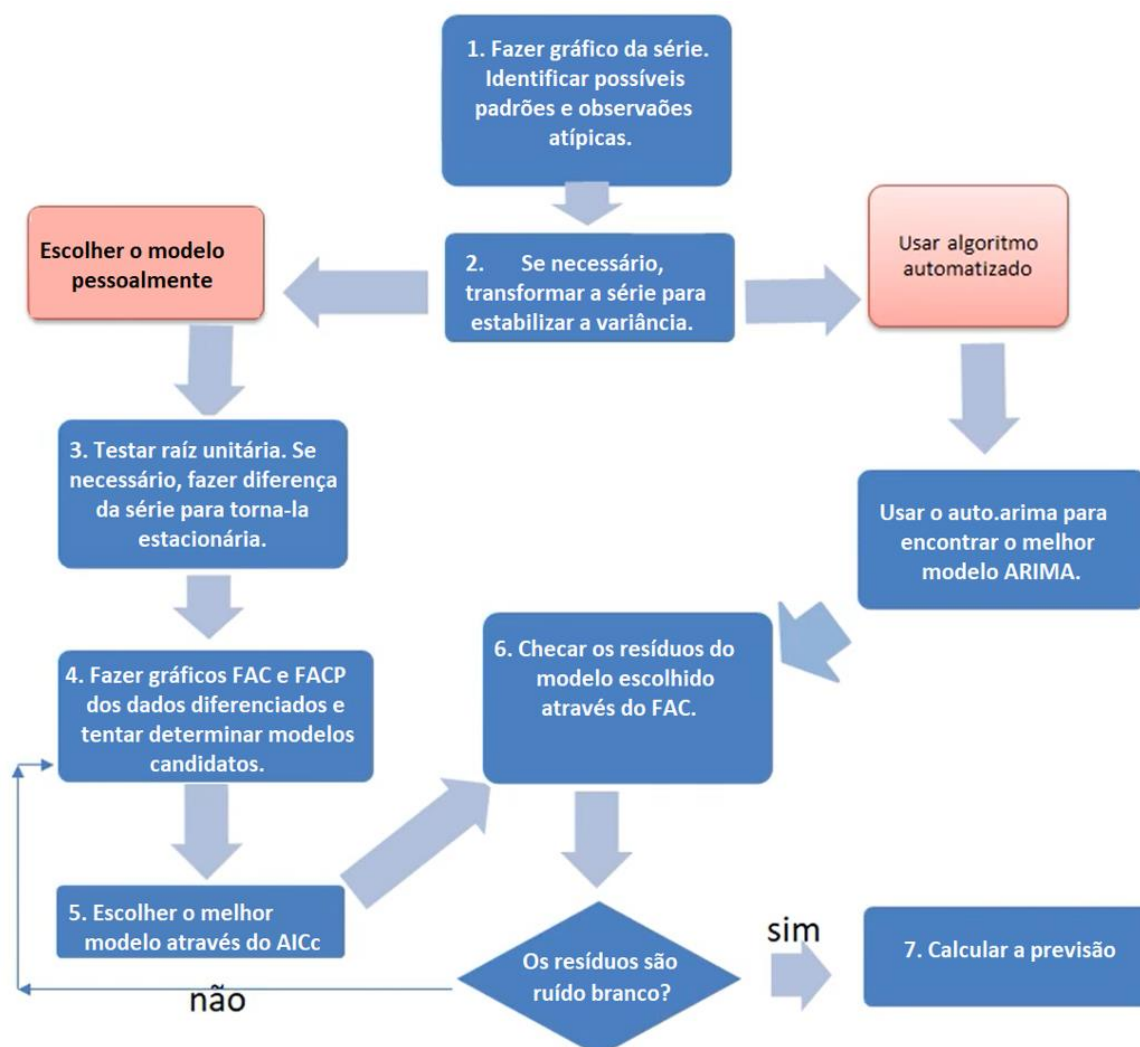 1. Fazer gráfico da série.
Identificar possíveis
padrões e observaões
atípicas.
Escolher o modelo
pessoalmente
2. Se necessário,
transformar a série para
estabilizar a variância.
Usar algoritmo
automatizado
3. Testar raíz unitária. Se
necessário, fazer diferença
da série para torna-la
estacionária.
Usar o auto.arima para
encontrar o melhor
modelo ARIMA.
4. Fazer gráficos FAC e FACP
dos dados diferenciados e
tentar determinar modelos
candidatos.
5. Escolher o melhor
modelo através do AICc
6. Checar os resíduos do
modelo escolhido
através do FAC.
Os resíduos são
ruído branco?
não
sim
7. Calcular a previsão